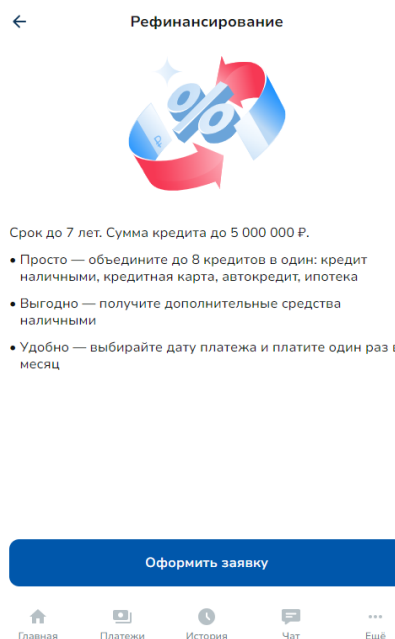 Рефинансирование
Срок до 7 лет. Сумма кредита до 5 000 000 ₽.
• Просто — объедините до 8 кредитов в один: кредит
наличными, кредитная карта, автокредит, ипотека
• Выгодно — получите дополнительные средства
наличными
• Удобно — выбирайте дату платежа и платите один раз в
месяц
Оформить заявку
Главная Платежи История Чат Ещё